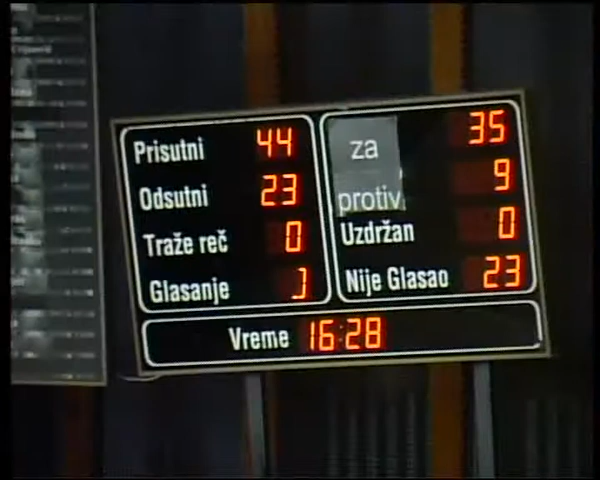 Prisutni 44
Odsutni 23
Traže reč 0
Glasanje
za 35
protiv 9
Uzdržan 0
Nije Glasao 23
Vreme 16:28